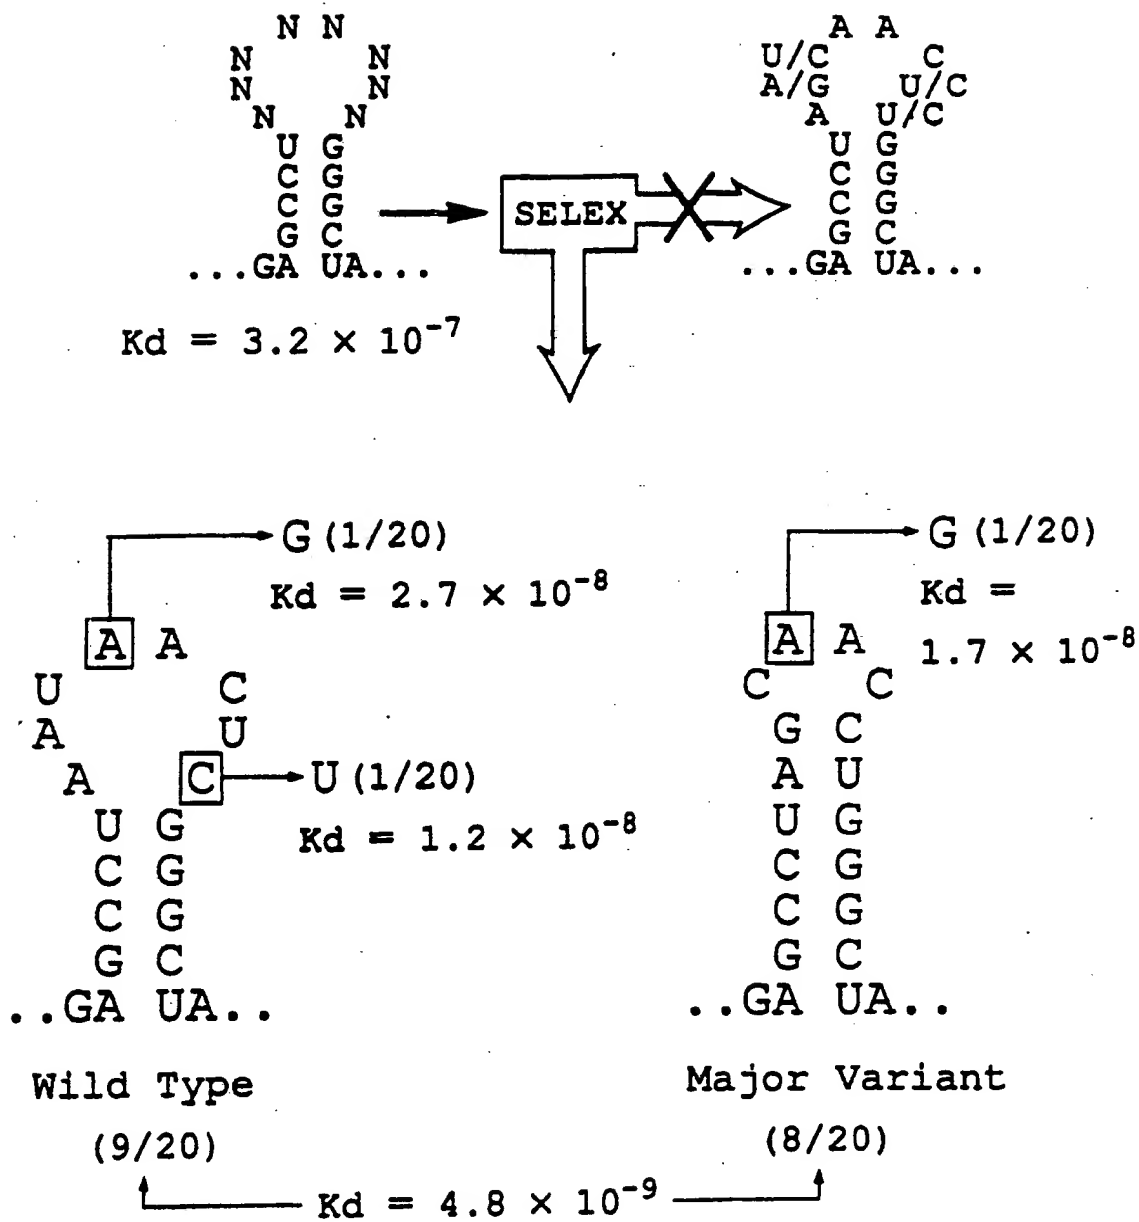 N N
N N
N N
N N
U G
C G
C G
G C
...GA UA...
Kd = 3.2 × 10⁻⁷
SELEX
A A
U/C C
A/G U/C
A U/C
U G
C G
C G
G C
...GA UA...
G (1/20)
Kd = 2.7 × 10⁻⁸
A A
U C
A U
A C
U (1/20)
Kd = 1.2 × 10⁻⁸
U G
C G
C G
G C
..GA UA..
Wild Type
(9/20)
G (1/20)
Kd =
1.7 × 10⁻⁸
A A
C C
G C
A U
U G
C G
C G
G C
..GA UA..
Major Variant
(8/20)
Kd = 4.8 × 10⁻⁹